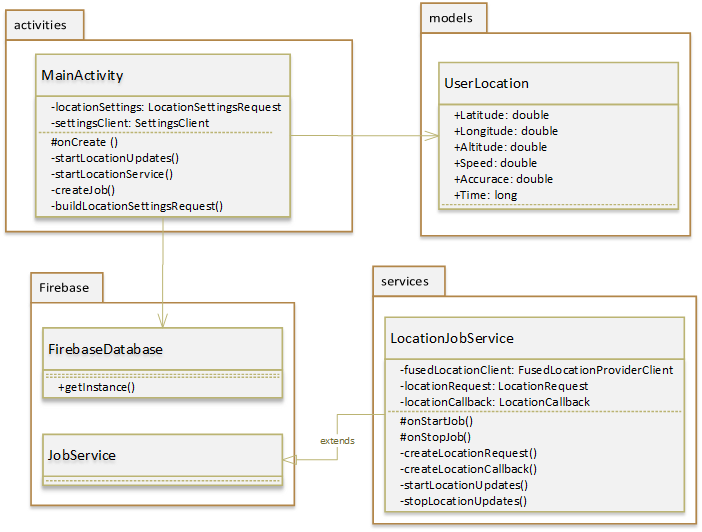 activities
MainActivity
-locationSettings: LocationSettingsRequest
-settingsClient: SettingsClient
#onCreate ()
-startLocationUpdates()
-startLocationService()
-createJob()
-buildLocationSettingsRequest()
models
UserLocation
+Latitude: double
+Longitude: double
+Altitude: double
+Speed: double
+Accurace: double
+Time: long
Firebase
FirebaseDatabase
+getInstance()
JobService
extends
services
LocationJobService
-fusedLocationClient: FusedLocationProviderClient
-locationRequest: LocationRequest
-locationCallback: LocationCallback
#onStartJob()
#onStopJob()
-createLocationRequest()
-createLocationCallback()
-startLocationUpdates()
-stopLocationUpdates()